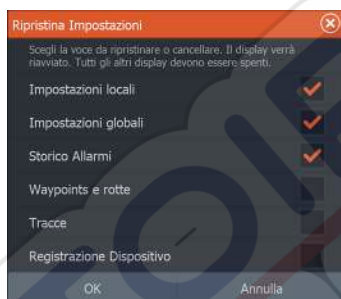 Ripristina Impostazioni
Scegli la voce da ripristinare o cancellare. Il display verrà
riavviato. Tutti gli altri display devono essere spenti.
Impostazioni locali
Impostazioni globali
Storico Allarmi
Waypoints e rotte
Tracce
Registrazione Dispositivo
OK Annulla